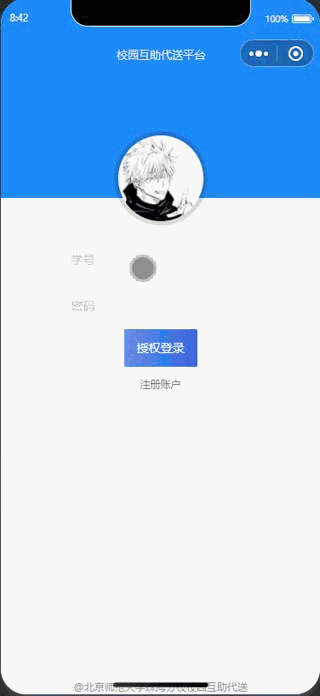 8:42
100%
校园互助代送平台
学号
密码
授权登录
注册账户
@北京师范大学珠海分校校园互助代送